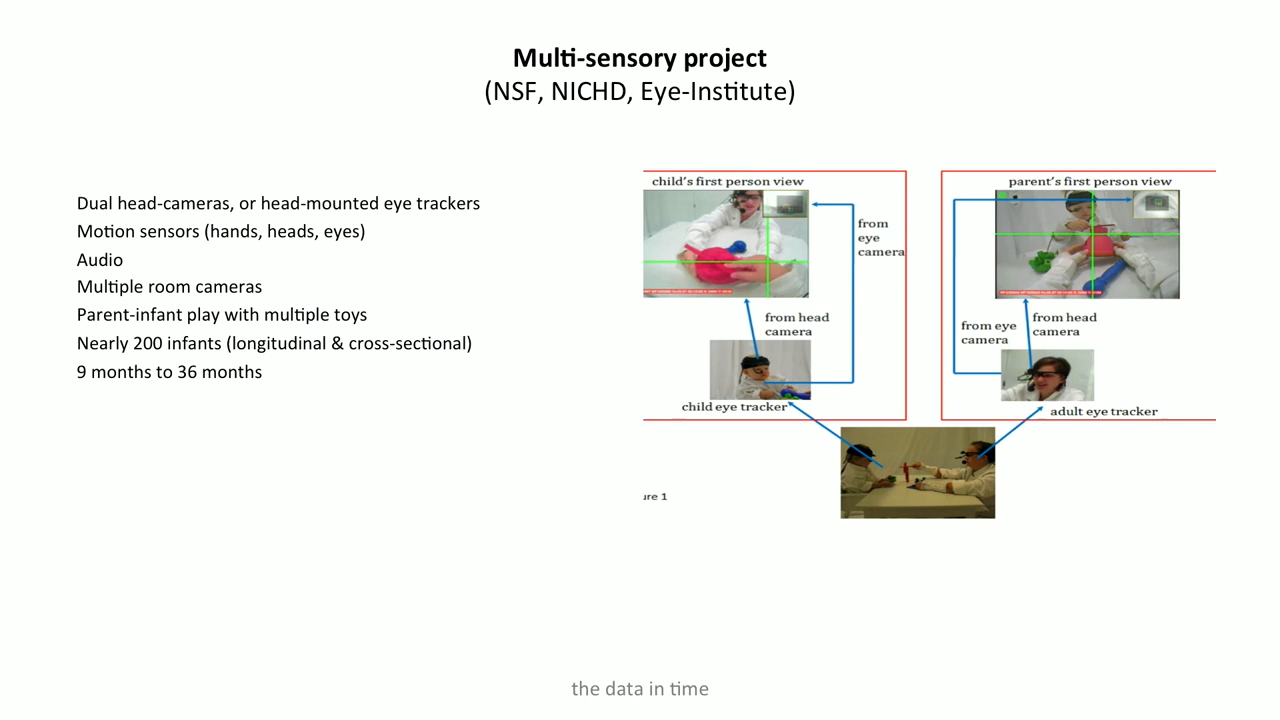 Multi-sensory project
(NSF, NICHD, Eye-Institute)
Dual head-cameras, or head-mounted eye trackers
Motion sensors (hands, heads, eyes)
Audio
Multiple room cameras
Parent-infant play with multiple toys
Nearly 200 infants (longitudinal & cross-sectional)
9 months to 36 months
child's first person view
from
eye
camera
from head
camera
child eye tracker
parent's first person view
from eye
camera
from head
camera
adult eye tracker
ure 1
the data in time